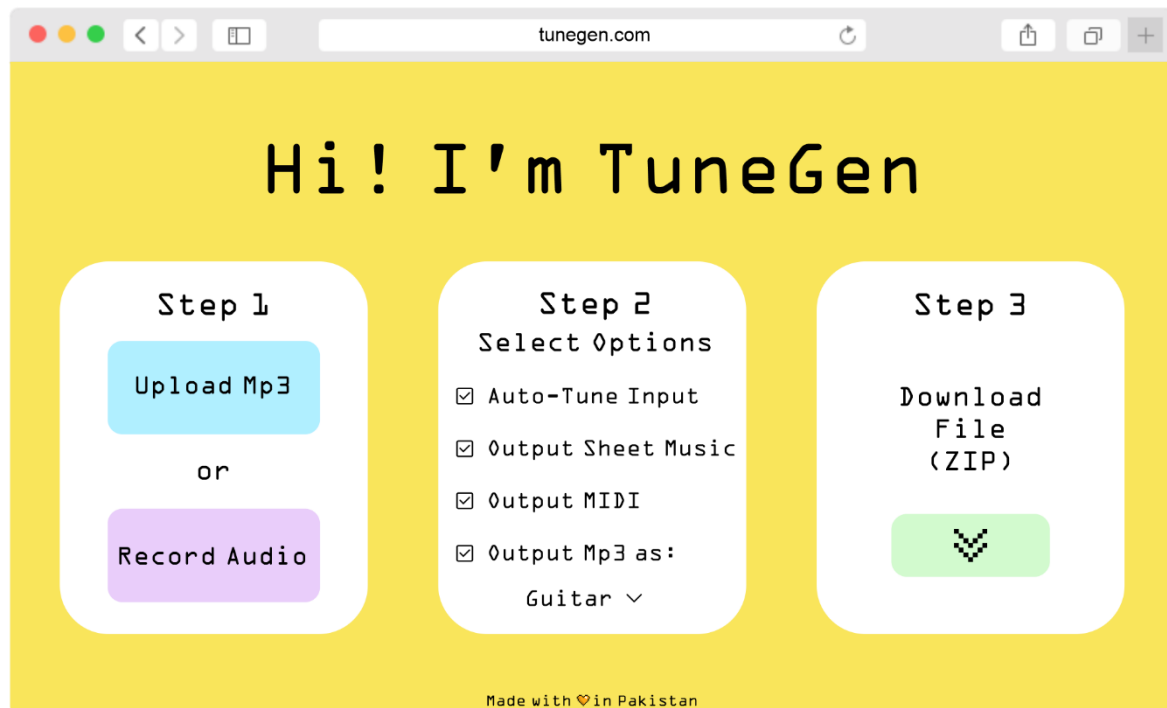 tunegen.com
Hi! I'm TuneGen
Step 1
Upload Mp3
or
Record Audio
Step 2
Select Options
Auto-Tune Input
Output Sheet Music
Output MIDI
Output Mp3 as:
Guitar
Step 3
Download
File
(ZIP)
Made with 🧡in Pakistan